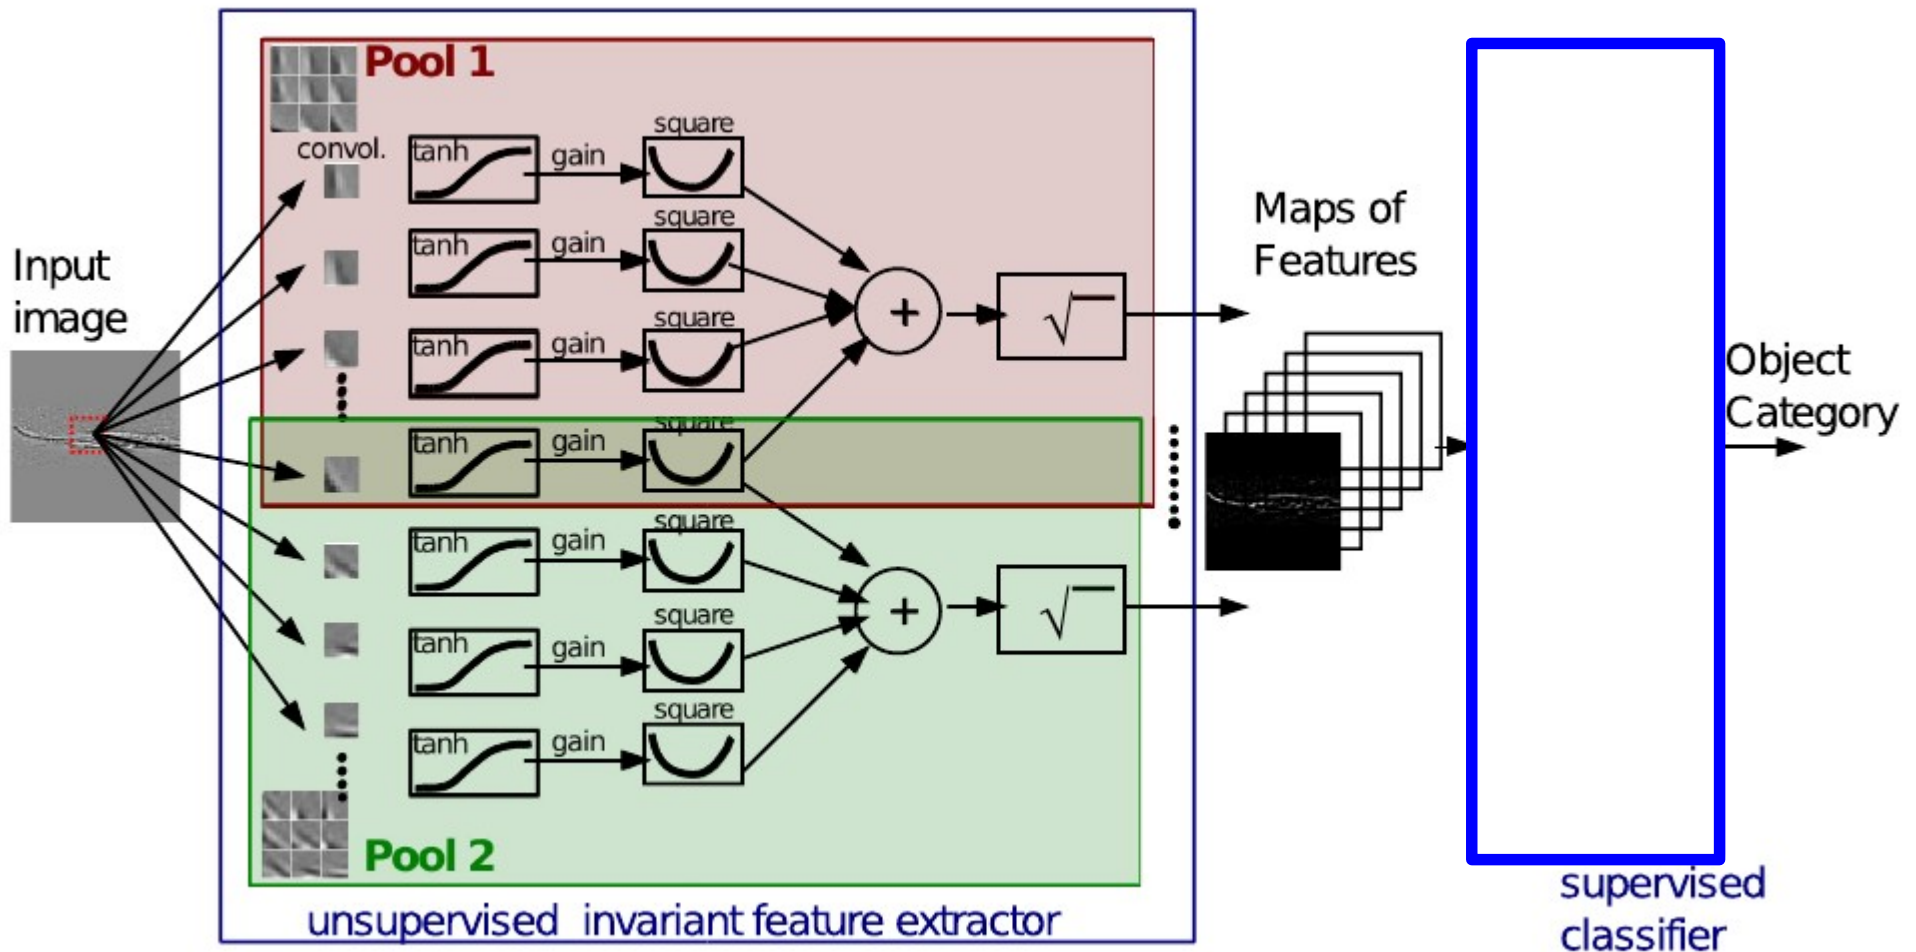 Pool 1
convol.
tanh
gain
square
tanh
gain
square
tanh
gain
square
tanh
gain
square
tanh
gain
square
tanh
gain
square
tanh
gain
square
+
√
+
√
Pool 2
Input
image
Maps of
Features
Object
Category
unsupervised invariant feature extractor
supervised
classifier